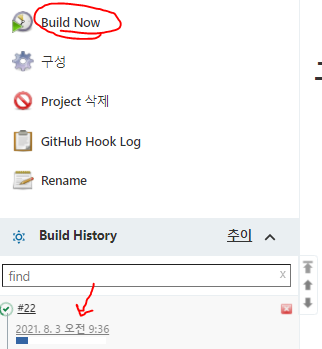 Build Now
구성
Project 삭제
GitHub Hook Log
Rename
Build History 추이
find x
#22
2021. 8. 3 오전 9:36